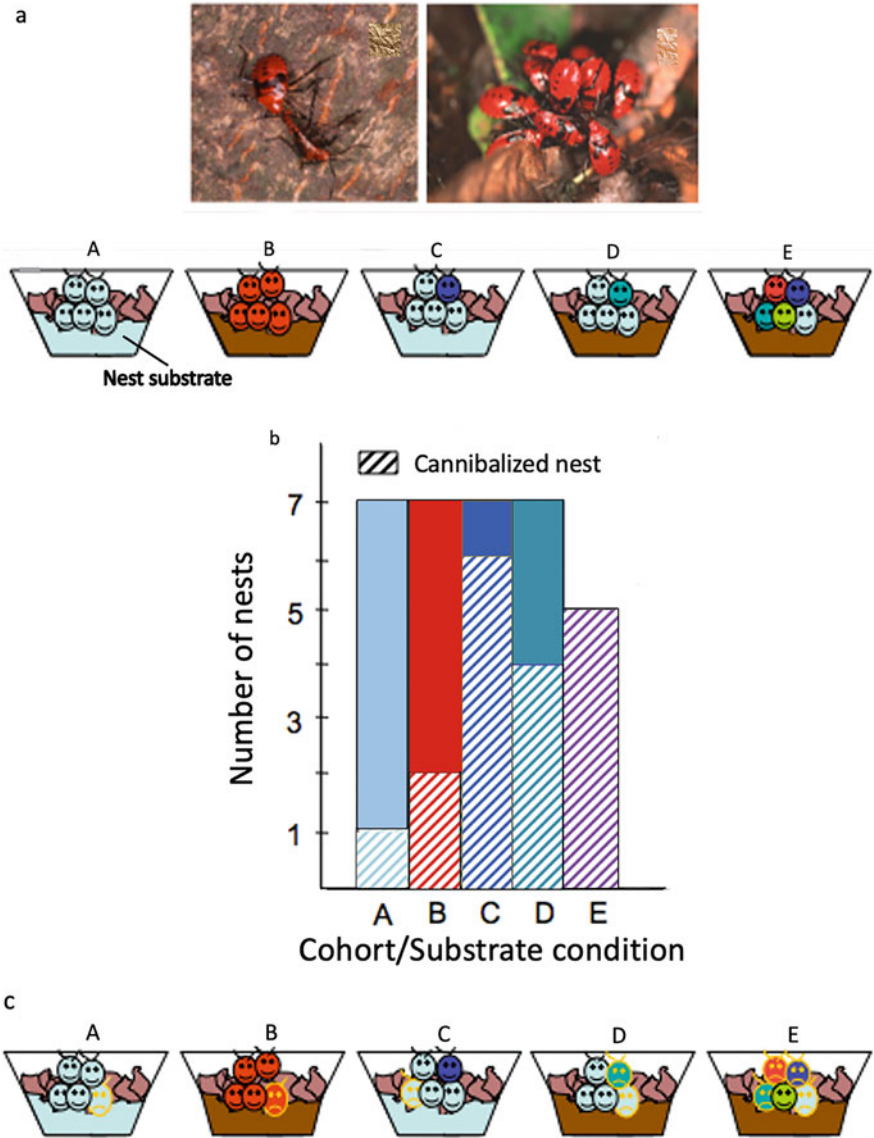 a
A B C D E
Nest substrate
b
Cannibalized nest
7
5
3
1
Number of nests
A B C D E
Cohort/Substrate condition
c
A B C D E